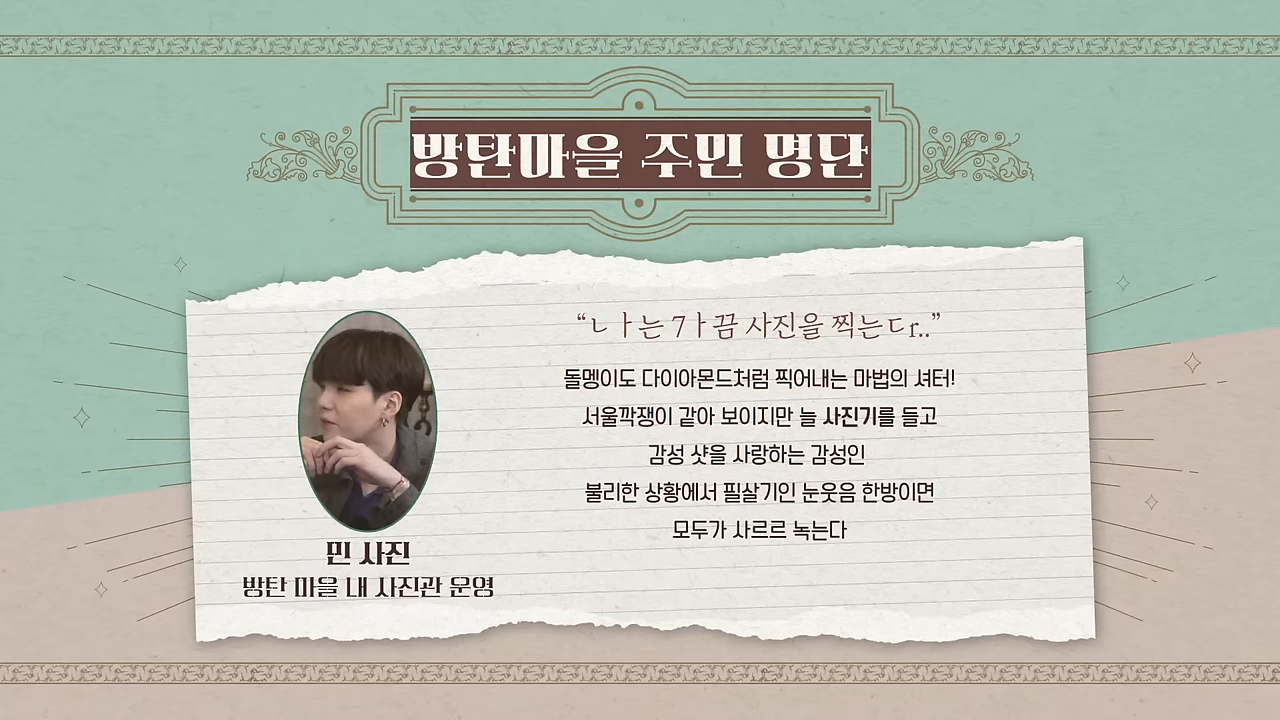 방탄마을 주민 명단
“ㄴㅏ는 7ㅏ끔 사진을 찍는ㄷr..”
돌멩이도 다이아몬드처럼 찍어내는 마법의 셔터!
서울깍쟁이 같아 보이지만 늘 사진기를 들고
감성 샷을 사랑하는 감성인
불리한 상황에서 필살기인 눈웃음 한방이면
모두가 사르르 녹는다
민 사진
방탄 마을 내 사진관 운영